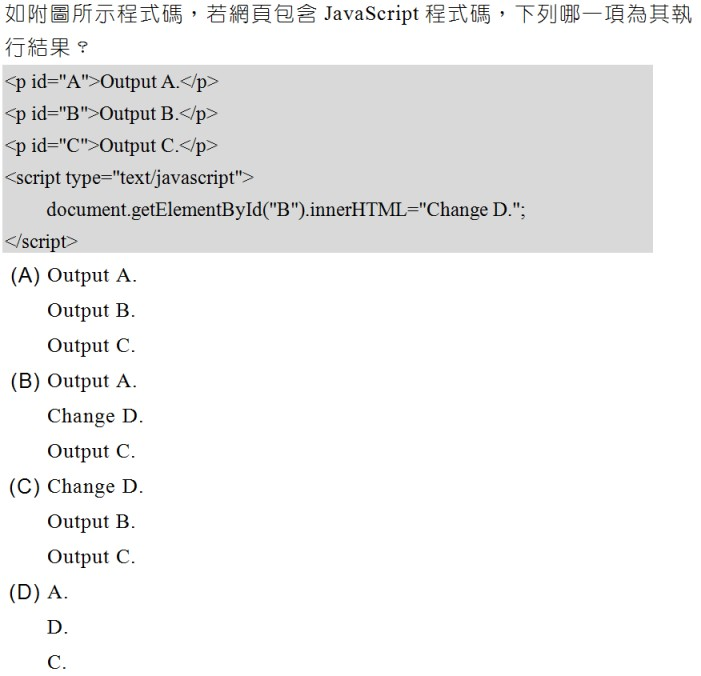 如附圖所示程式碼，若網頁包含 JavaScript 程式碼，下列哪一項為其執
行結果？
<p id="A">Output A.</p>
<p id="B">Output B.</p>
<p id="C">Output C.</p>
<script type="text/javascript">
document.getElementById("B").innerHTML="Change D.";
</script>
(A) Output A.
Output B.
Output C.
(B) Output A.
Change D.
Output C.
(C) Change D.
Output B.
Output C.
(D) A.
D.
C.